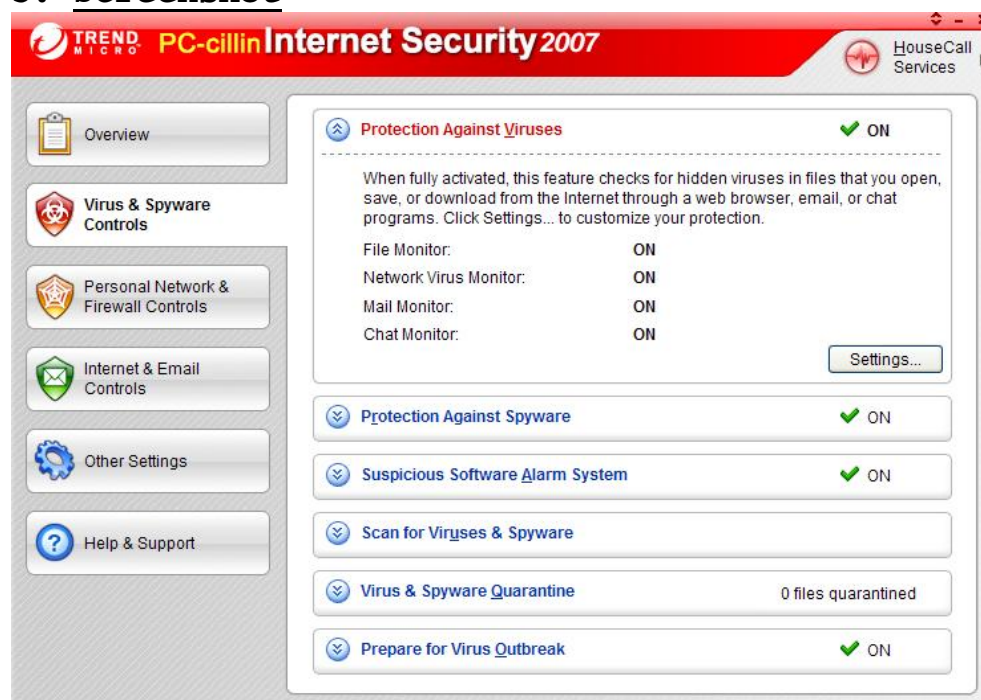 TREND MICRO PC-cillin Internet Security 2007
HouseCall
Services
Overview
Virus & Spyware
Controls
Personal Network &
Firewall Controls
Internet & Email
Controls
Other Settings
Help & Support
Protection Against Viruses ON
When fully activated, this feature checks for hidden viruses in files that you open,
save, or download from the Internet through a web browser, email, or chat
programs. Click Settings... to customize your protection.
File Monitor: ON
Network Virus Monitor: ON
Mail Monitor: ON
Chat Monitor: ON
Settings...
Protection Against Spyware ON
Suspicious Software Alarm System ON
Scan for Viruses & Spyware
Virus & Spyware Quarantine 0 files quarantined
Prepare for Virus Outbreak ON